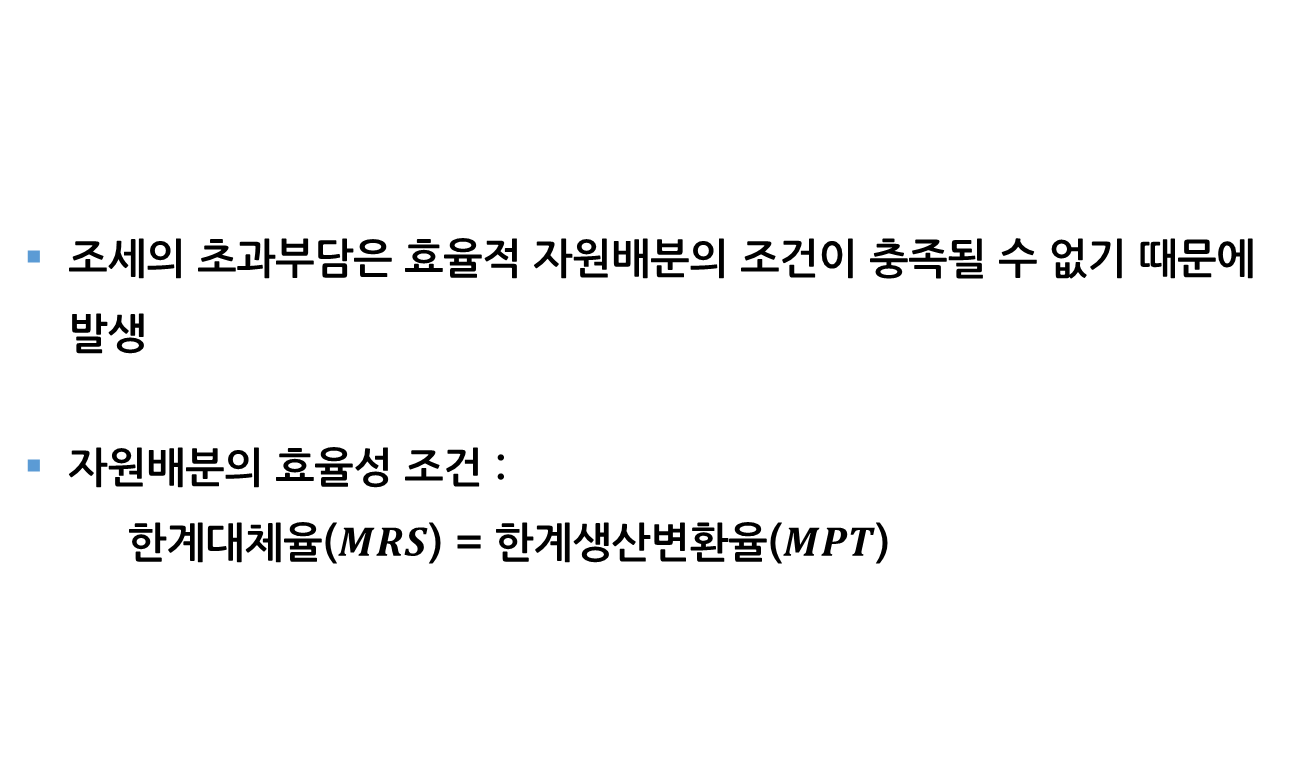 ▪ 조세의 초과부담은 효율적 자원배분의 조건이 충족될 수 없기 때문에
발생
▪ 자원배분의 효율성 조건 :
한계대체율(MRS) = 한계생산변환율(MPT)